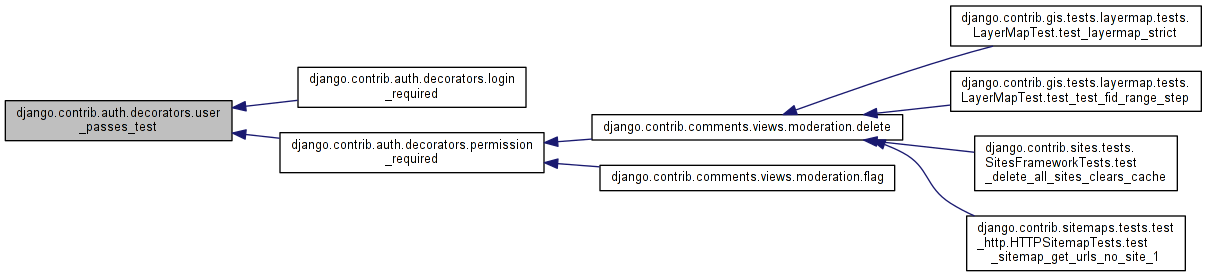 django.contrib.auth.decorators.user
_passes_test
django.contrib.auth.decorators.login
_required
django.contrib.auth.decorators.permission
_required
django.contrib.comments.views.moderation.delete
django.contrib.comments.views.moderation.flag
django.contrib.gis.tests.layermap.tests.
LayerMapTest.test_layermap_strict
django.contrib.gis.tests.layermap.tests.
LayerMapTest.test_test_fid_range_step
django.contrib.sites.tests.
SitesFrameworkTests.test
_delete_all_sites_clears_cache
django.contrib.sitemaps.tests.test
_http.HTTPSitemapTests.test
_sitemap_get_urls_no_site_1